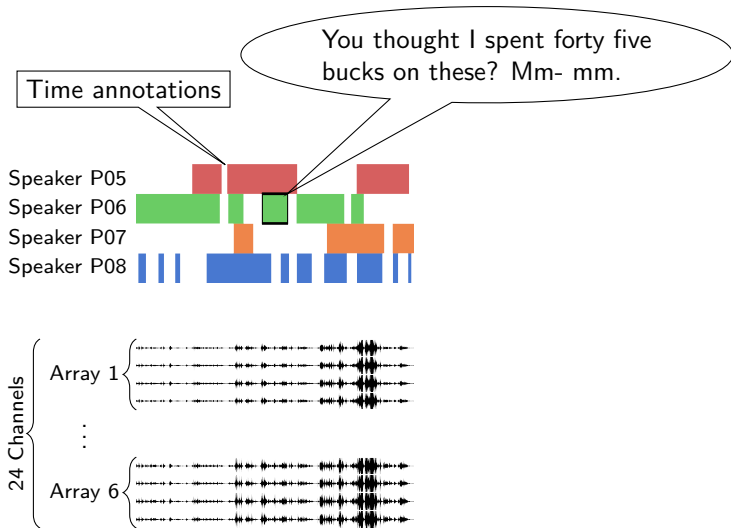 You thought I spent forty five
bucks on these? Mm- mm.
Time annotations
Speaker P05
Speaker P06
Speaker P07
Speaker P08
24 Channels
Array 1
⋮
Array 6